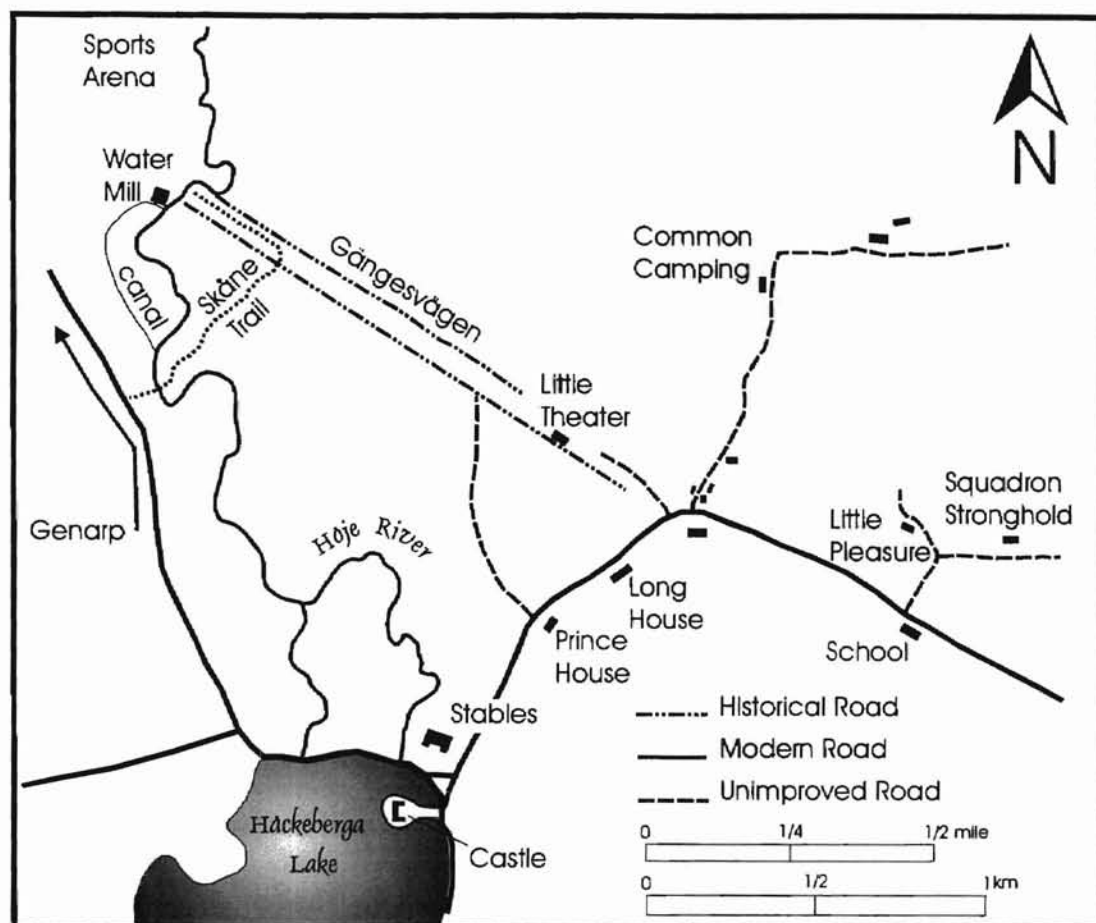 Sports
Arena
N
Water
Mill
canal
Skåne
Trail
Gängesvägen
Common
Camping
Little
Theater
Squadron
Stronghold
Little
Pleasure
Genarp
Höje River
Long
House
Prince
House
School
Stables
Historical Road
Modern Road
Unimproved Road
Häckeberga
Lake
Castle
0 1/4 1/2 mile
0 1/2 1 km